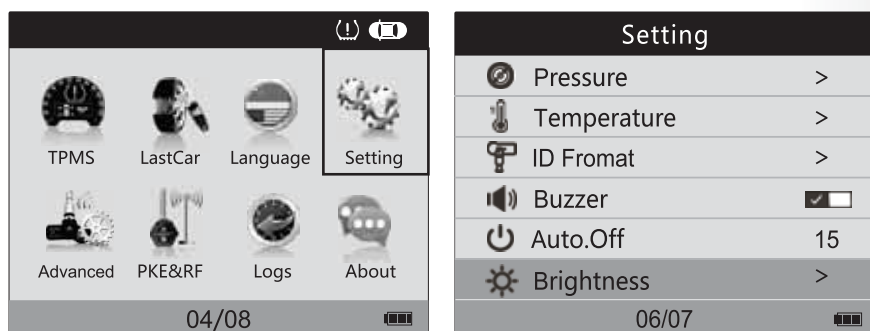 TPMS LastCar Language Setting
Advanced PKE&RF Logs About
04/08
Setting
Pressure >
Temperature >
ID Fromat >
Buzzer
Auto.Off 15
Brightness >
06/07